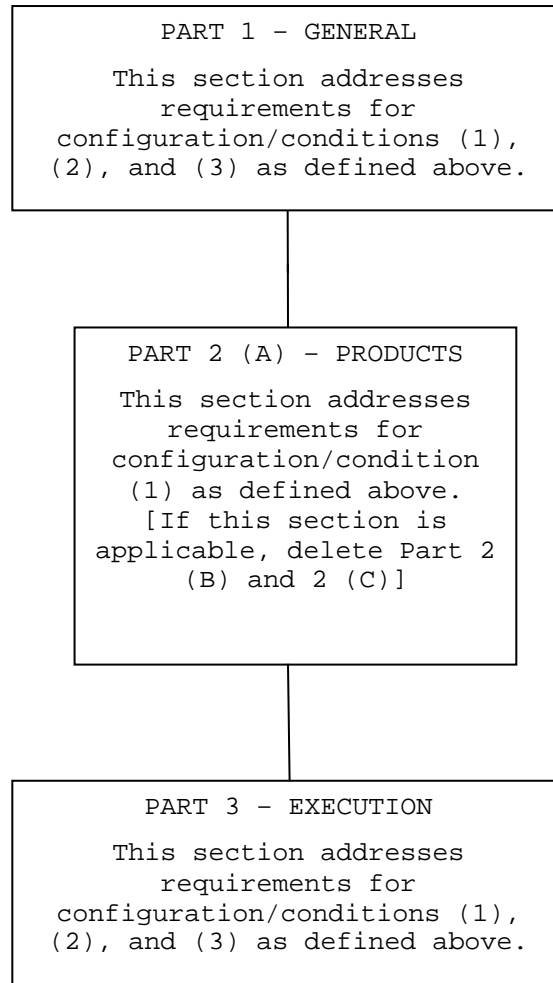 PART 1 – GENERAL
This section addresses
requirements for
configuration/conditions (1),
(2), and (3) as defined above.
PART 2 (A) – PRODUCTS
This section addresses
requirements for
configuration/condition
(1) as defined above.
[If this section is
applicable, delete Part 2
(B) and 2 (C)]
PART 3 – EXECUTION
This section addresses
requirements for
configuration/conditions (1),
(2), and (3) as defined above.